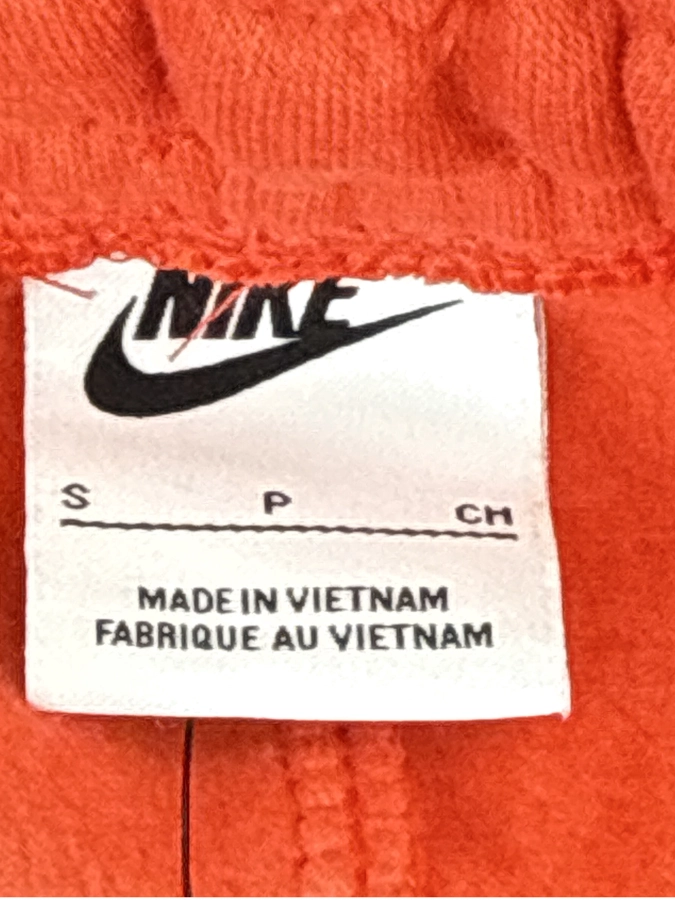 NIKE
S P CH
MADE IN VIETNAM
FABRIQUE AU VIETNAM